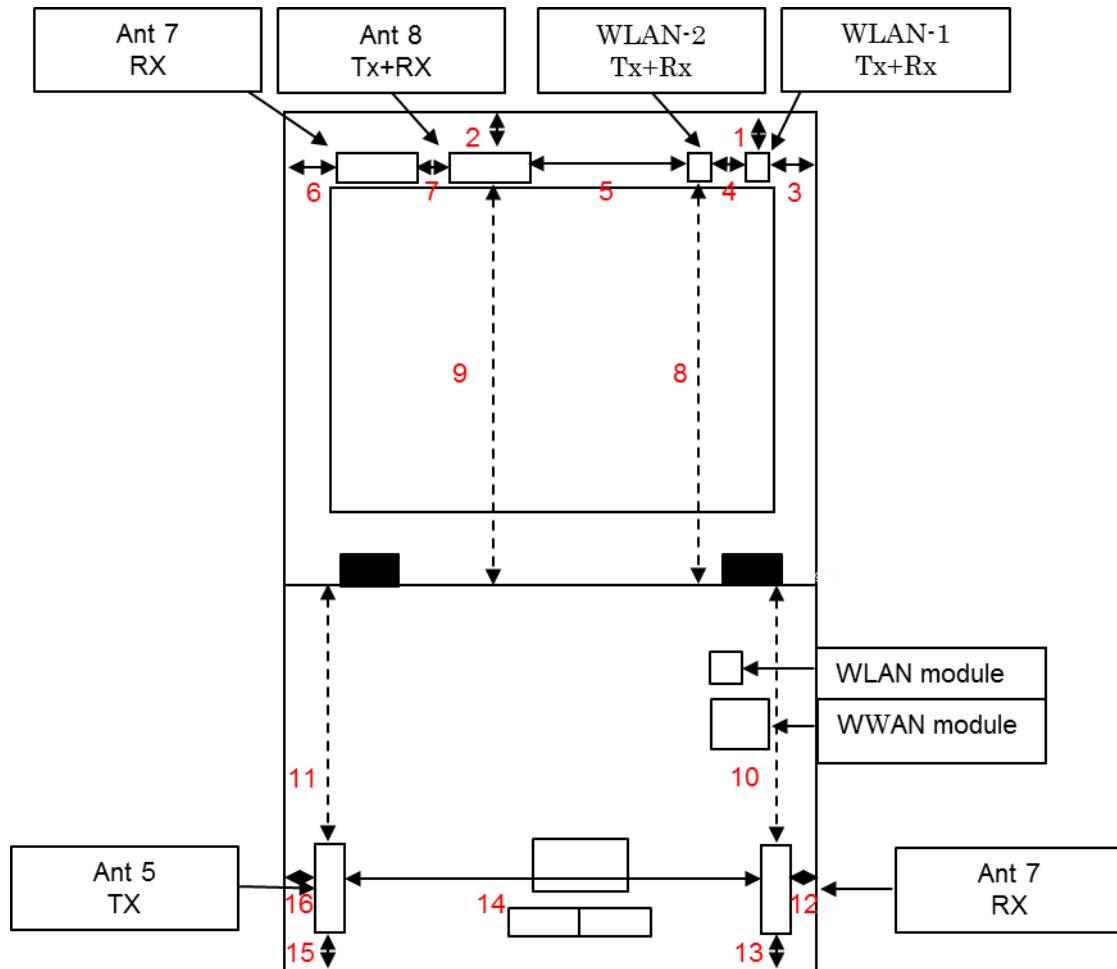 Ant 7
RX
Ant 8
Tx+RX
WLAN-2
Tx+Rx
WLAN-1
Tx+Rx
2
1
6
7
5
4
3
9
8
WLAN module
WWAN module
11
10
Ant 5
TX
16
14
12
Ant 7
RX
15
13